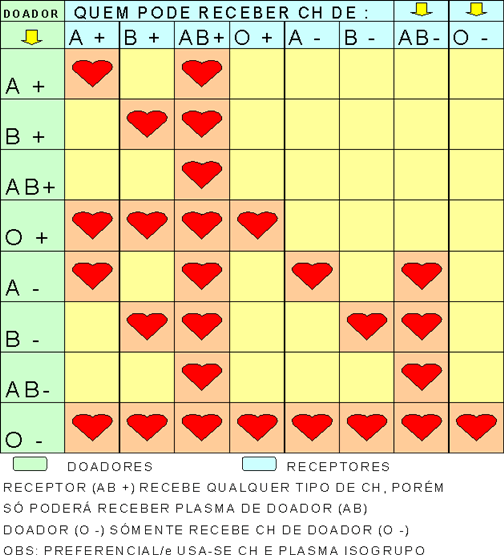 DOADOR QUEM PODE RECEBER CH DE :
A + B + AB+ O + A - B - AB- O -
A +
B +
AB+
O +
A -
B -
AB-
O -
DOADORES RECEPTORES
RECEPTOR (AB +) RECEBE QUALQUER TIPO DE CH, PORÉM
SÓ PODERÁ RECEBER PLASMA DE DOADOR (AB)
DOADOR (O -) SÓMENTE RECEBE CH DE DOADOR (O -)
OBS: PREFERENCIAL/e USA-SE CH E PLASMA ISOGRUPO